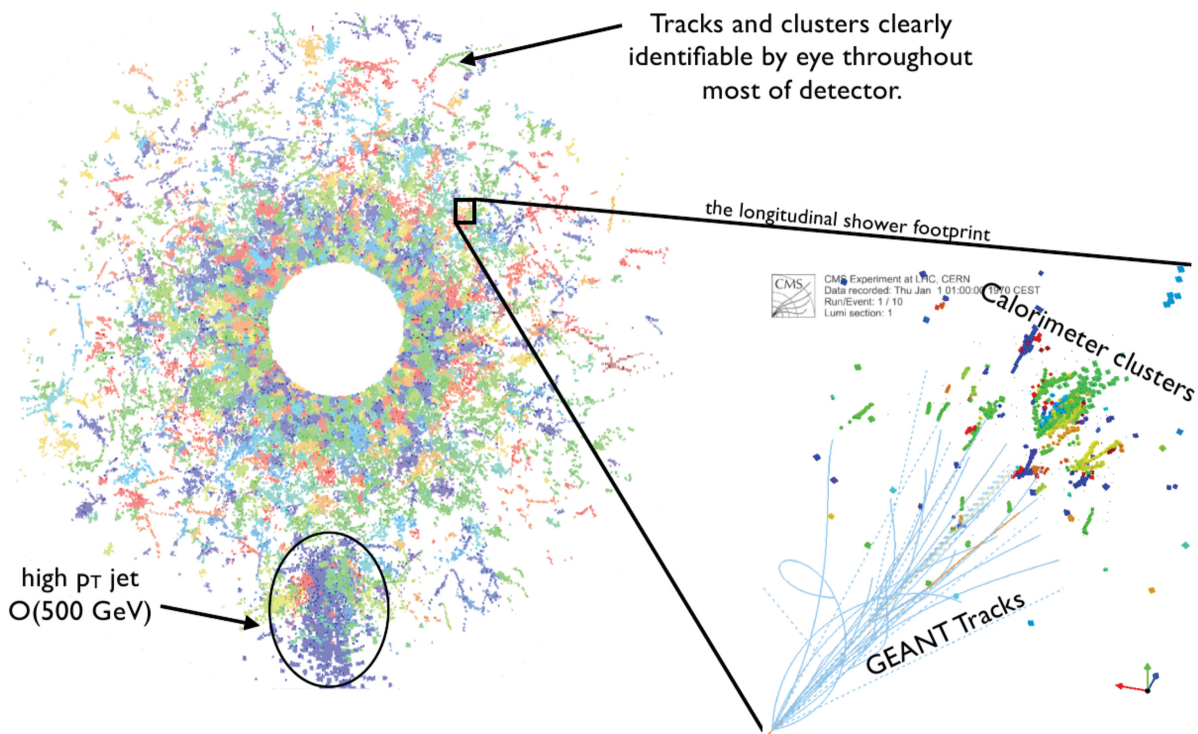 Tracks and clusters clearly
identifiable by eye throughout
most of detector.
the longitudinal shower footprint
CMS
CMS Experiment at LHC, CERN
Data recorded: Thu Jan 1 01:00:00 1970 CEST
Run/Event: 1 / 10
Lumi section: 1
Calorimeter clusters
high pT jet
O(500 GeV)
GEANT Tracks